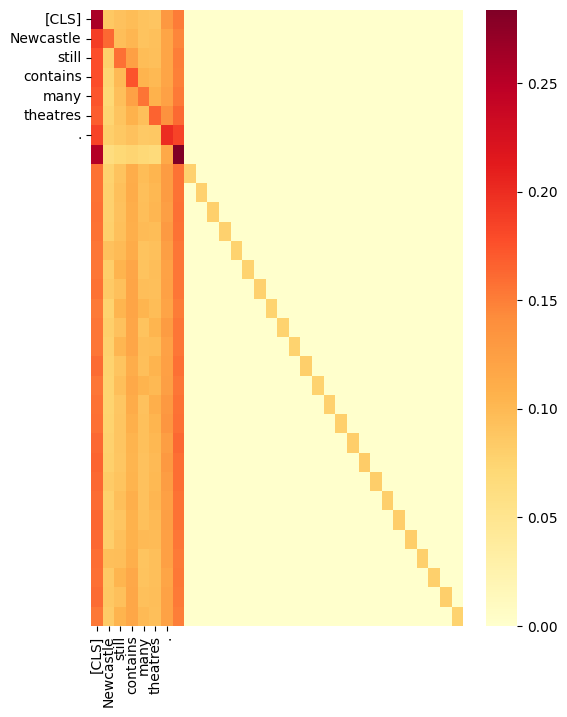 [CLS]
Newcastle
still
contains
many
theatres
.
[CLS]
Newcastle
still
contains
many
theatres
.
0.25
0.20
0.15
0.10
0.05
0.00